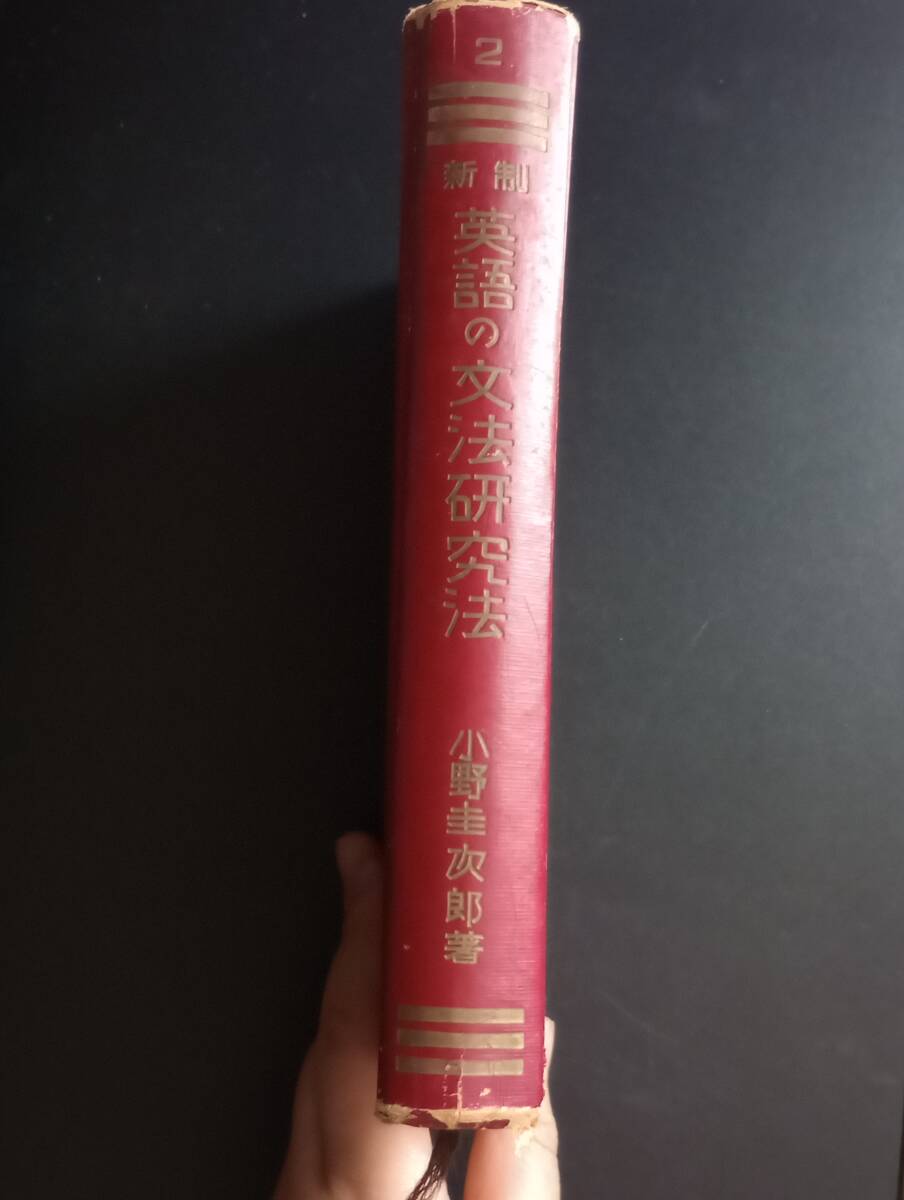 2
新制
英語の文法研究法
小野圭次郎著